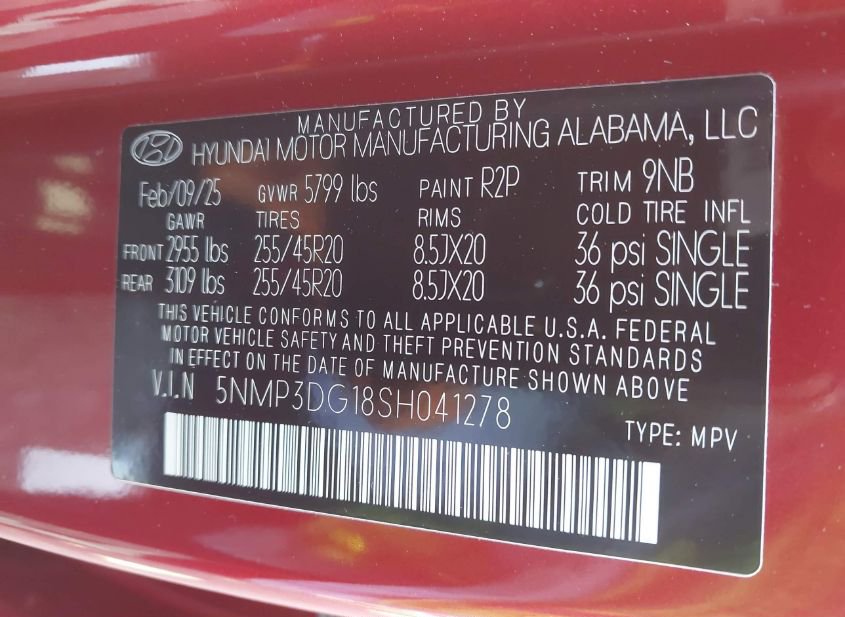 MANUFACTURED BY
HYUNDAI MOTOR MANUFACTURING ALABAMA, LLC
Feb/09/25 GVWR 5799 lbs PAINT R2P TRIM 9NB
GAWR TIRES RIMS COLD TIRE INFL
FRONT 2955 lbs 255/45R20 8.5JX20 36 psi SINGLE
REAR 3109 lbs 255/45R20 8.5JX20 36 psi SINGLE
THIS VEHICLE CONFORMS TO ALL APPLICABLE U.S.A. FEDERAL
MOTOR VEHICLE SAFETY AND THEFT PREVENTION STANDARDS
IN EFFECT ON THE DATE OF MANUFACTURE SHOWN ABOVE
V.I.N 5NMP3DG18SH041278
TYPE: MPV